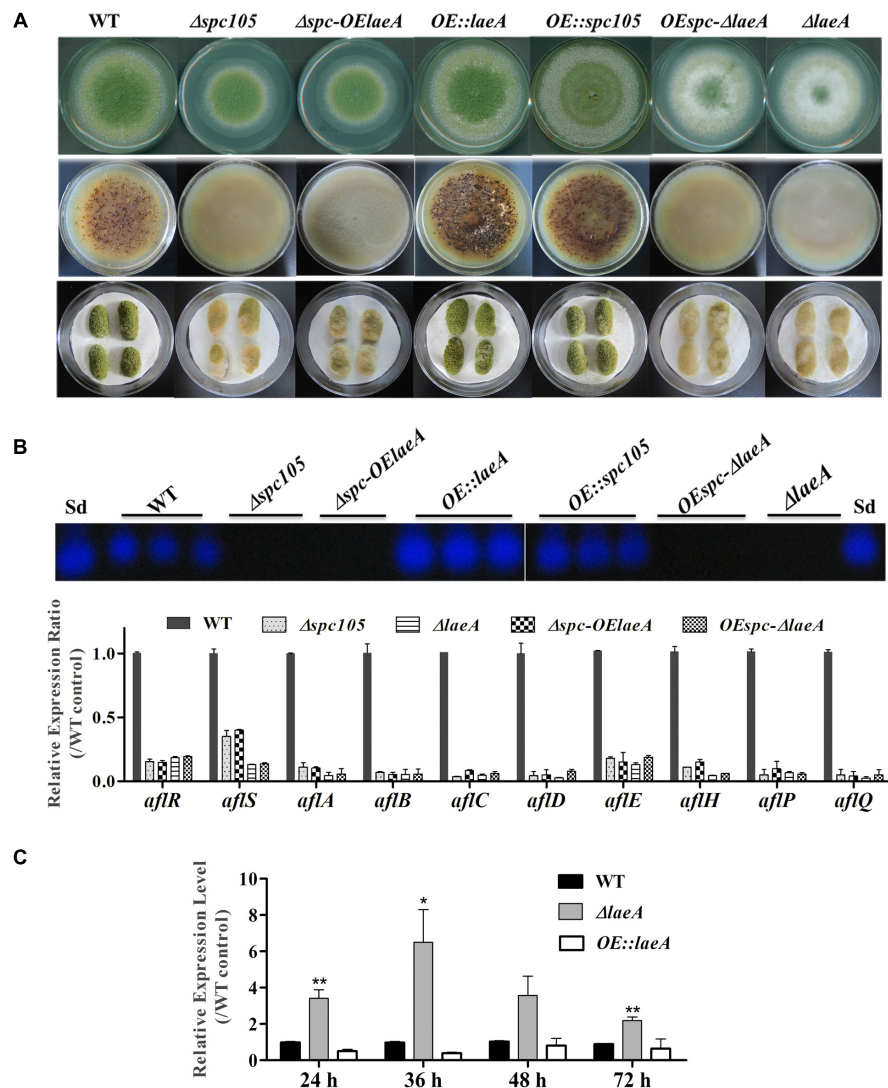 A
WT Δspc105 Δspc-OElaeA OE::laeA OE::spc105 OEspc-ΔlaeA ΔlaeA
B
Sd WT Δspc105 Δspc-OElaeA OE::laeA OE::spc105 OEspc-ΔlaeA ΔlaeA Sd
WT Δspc105 ΔlaeA Δspc-OElaeA OEspc-ΔlaeA
Relative Expression Ratio
(/WT control)
1.0
0.5
0.0
aflR aflS aflA aflB aflC aflD aflE aflH aflP aflQ
C
Relative Expression Level
(/WT control)
10
8
6
4
2
0
** * **
WT
ΔlaeA
OE::laeA
24 h 36 h 48 h 72 h